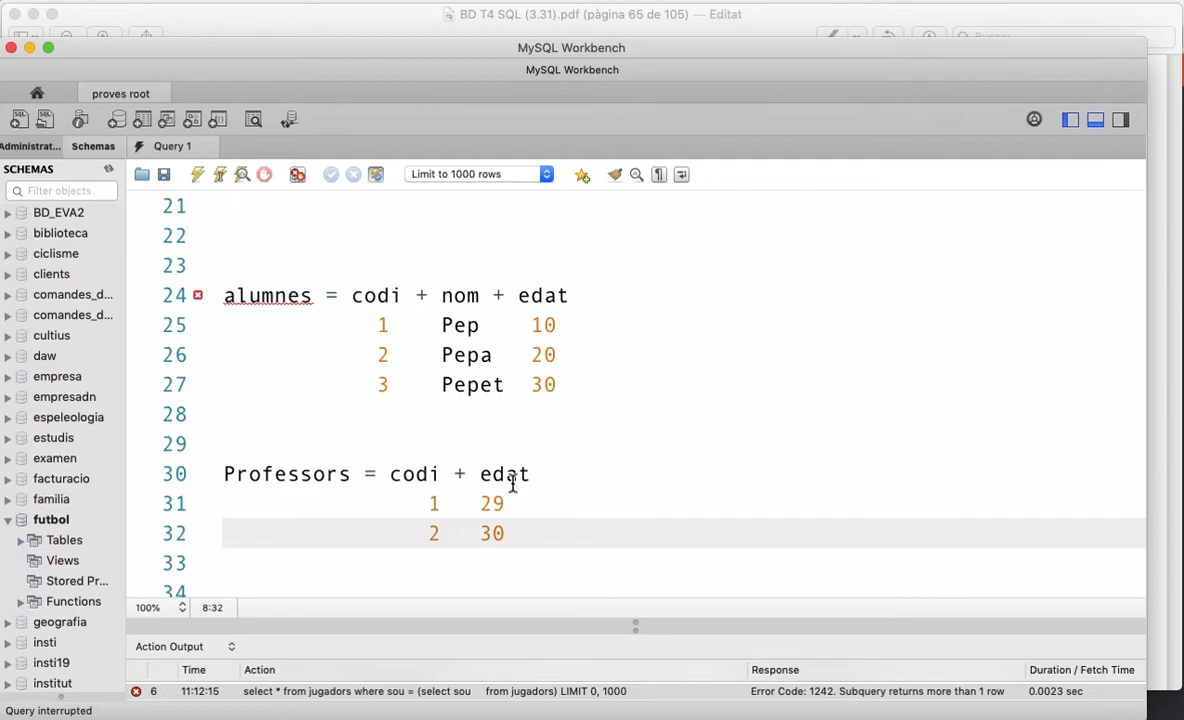 BD T4 SQL (3.31).pdf (pàgina 65 de 105) — Editat
MySQL Workbench
MySQL Workbench
proves root
Administrat... Schemas Query 1
SCHEMAS
Limit to 1000 rows
Filter objects
BD_EVA2
biblioteca
ciclisme
clients
comandes_d...
comandes_d...
cultius
daw
empresa
empresadn
espeleologia
estudis
examen
facturacio
familia
futbol
Tables
Views
Stored Pr...
Functions
geografia
insti
insti19
institut
21
22
23
24 alumnes = codi + nom + edat
25 1 Pep 10
26 2 Pepa 20
27 3 Pepet 30
28
29
30 Professors = codi + edat
31 1 29
32 2 30
33
34
100% 8:32
Action Output
Time Action Response Duration / Fetch Time
6 11:12:15 select * from jugadors where sou = (select sou from jugadors) LIMIT 0, 1000 Error Code: 1242. Subquery returns more than 1 row 0.0023 sec
Query interrupted